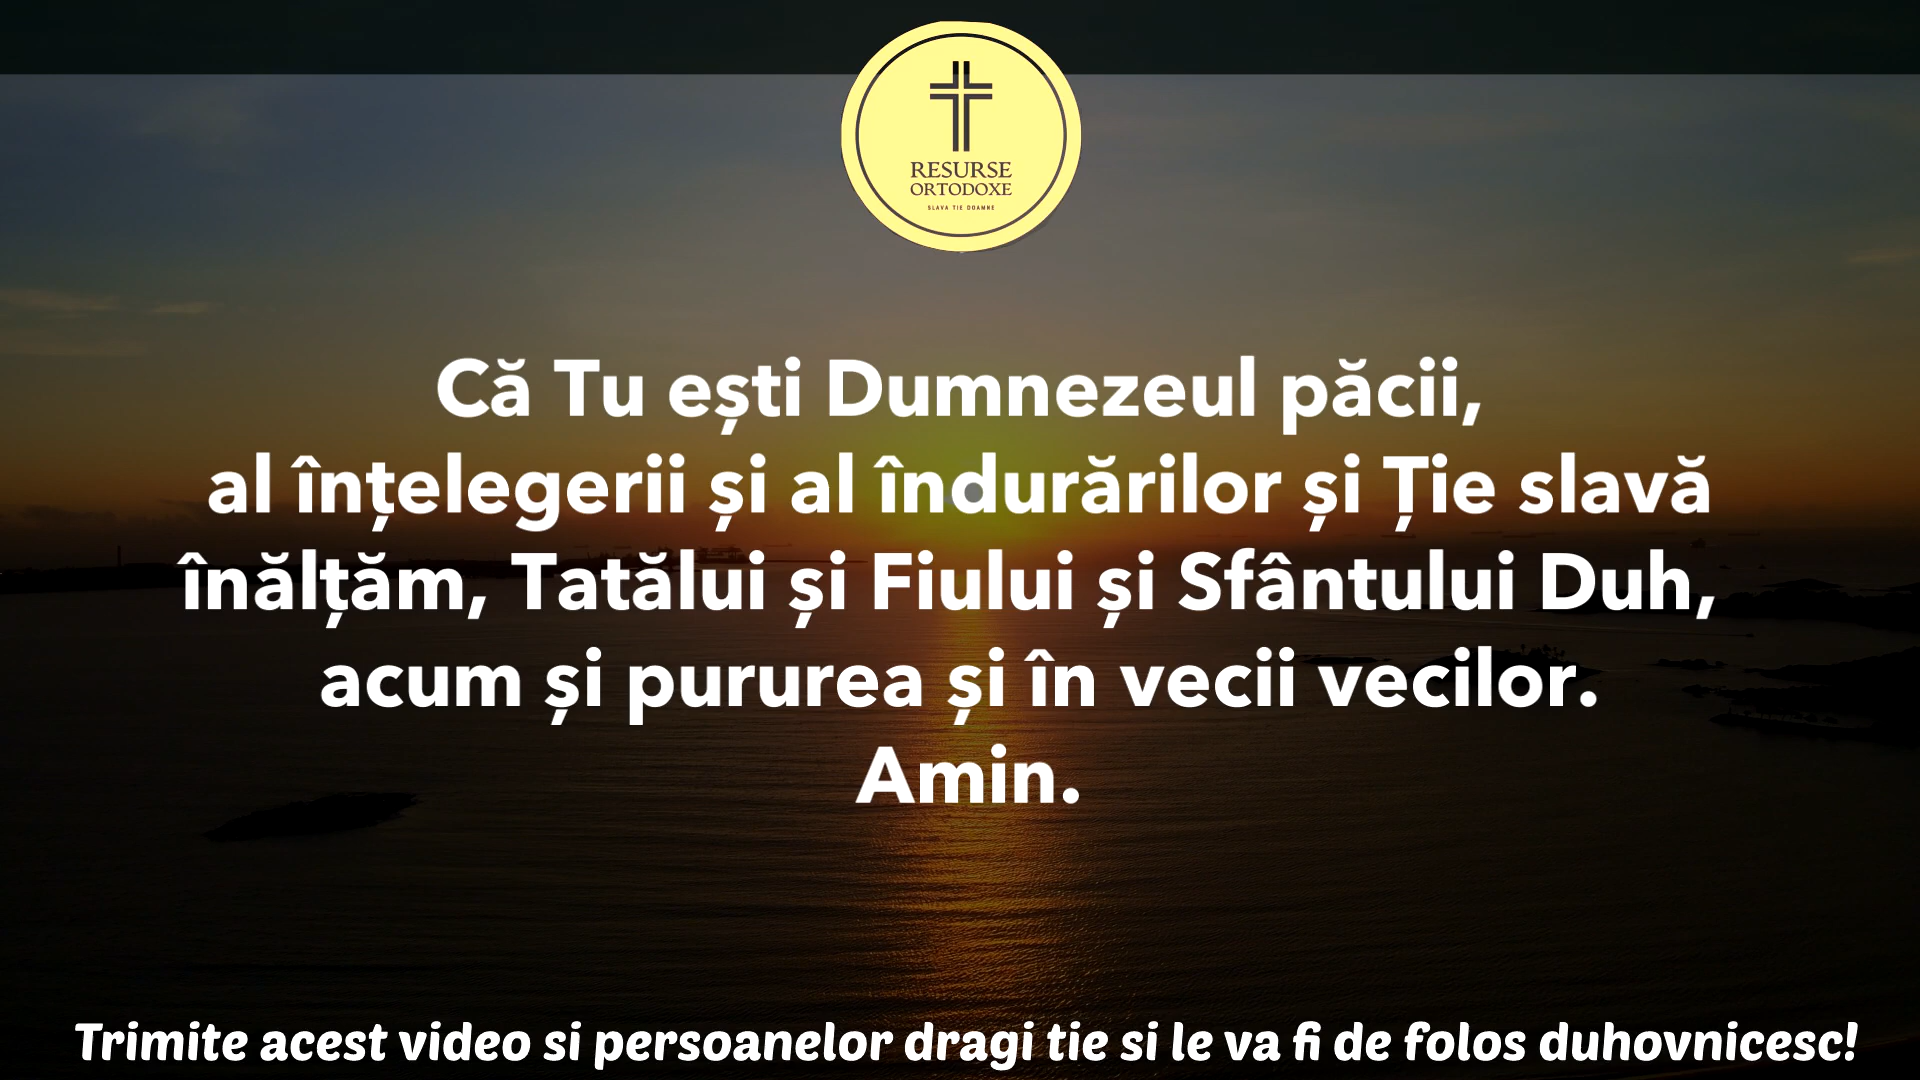 RESURSE
ORTODOXE
SLAVA TIE DOAMNE
Că Tu ești Dumnezeul păcii,
al înțelegerii și al îndurărilor și Ție slavă
înălțăm, Tatălui și Fiului și Sfântului Duh,
acum și pururea și în vecii vecilor.
Amin.
Trimite acest video si persoanelor dragi tie si le va fi de folos duhovnicesc!